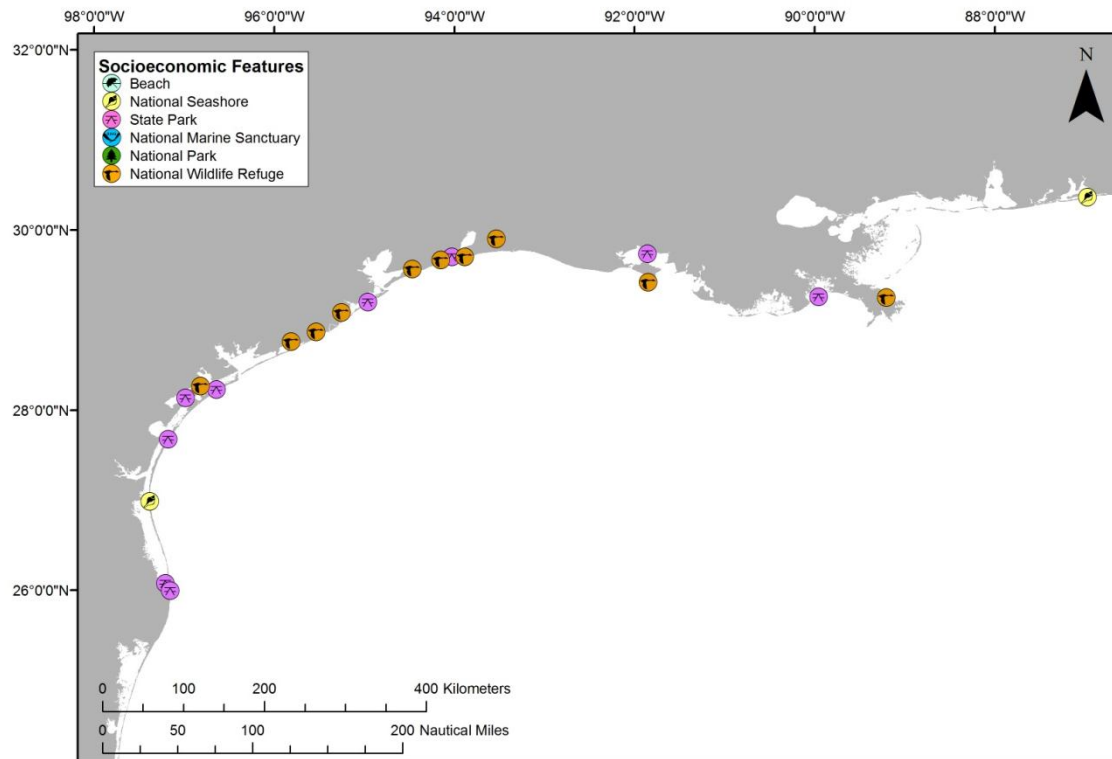 98°0'0"W 96°0'0"W 94°0'0"W 92°0'0"W 90°0'0"W 88°0'0"W
32°0'0"N
30°0'0"N
28°0'0"N
26°0'0"N
Socioeconomic Features
Beach
National Seashore
State Park
National Marine Sanctuary
National Park
National Wildlife Refuge
N
0 100 200 400 Kilometers
0 50 100 200 Nautical Miles